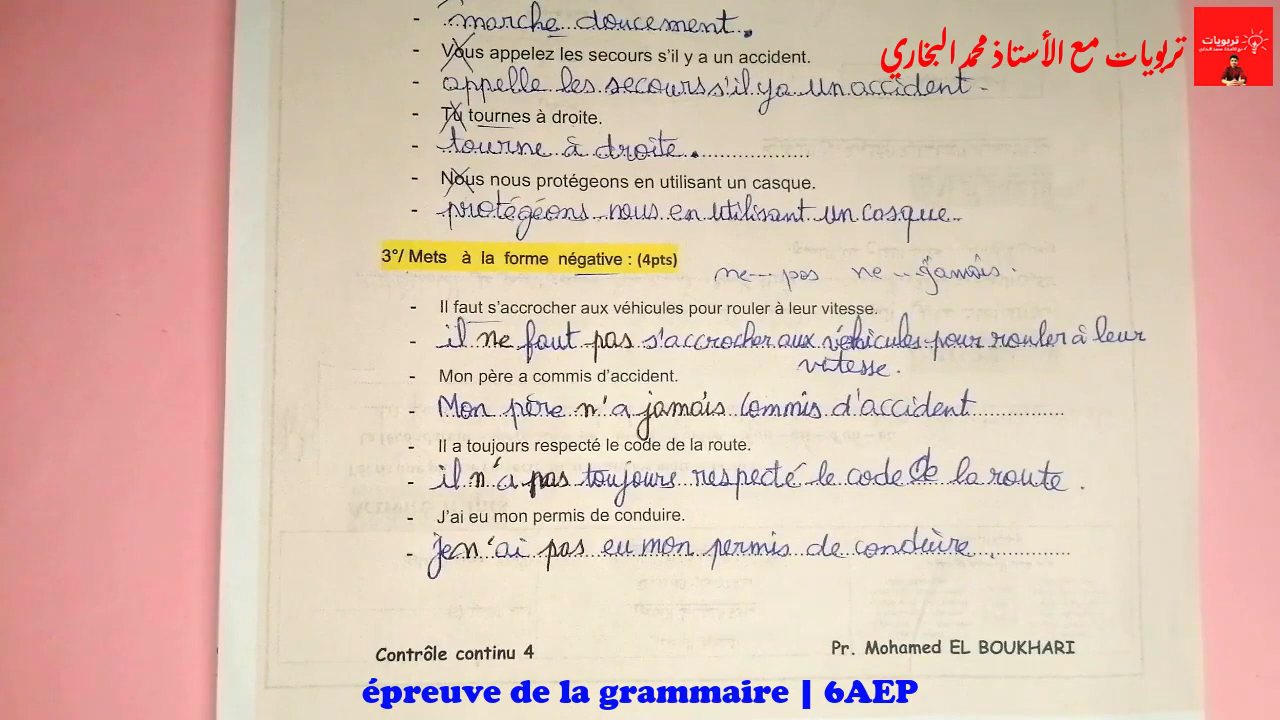 - marche doucement.
- Vous appelez les secours s'il y a un accident.
- appelle les secours s'il y a un accident -
- Tu tournes à droite.
- tourne à droite.
- Nous nous protégeons en utilisant un casque.
- protégéons nous en utilisant un casque.
3°/ Mets à la forme négative : (4pts)
ne --- pas ne --- jamais.
- Il faut s'accrocher aux véhicules pour rouler à leur vitesse.
- il ne faut pas s'accrocher aux véhicules pour rouler à leur
vitesse.
- Mon père a commis d'accident.
- Mon père n'a jamais commis d'accident
- Il a toujours respecté le code de la route.
- il n'a pas toujours respecté le code de la route.
- J'ai eu mon permis de conduire.
- Je n'ai pas eu mon permis de conduire.
Contrôle continu 4
Pr. Mohamed EL BOUKHARI
épreuve de la grammaire | 6AEP
تربويات مع الأستاذ محمد البخاري
تربويات